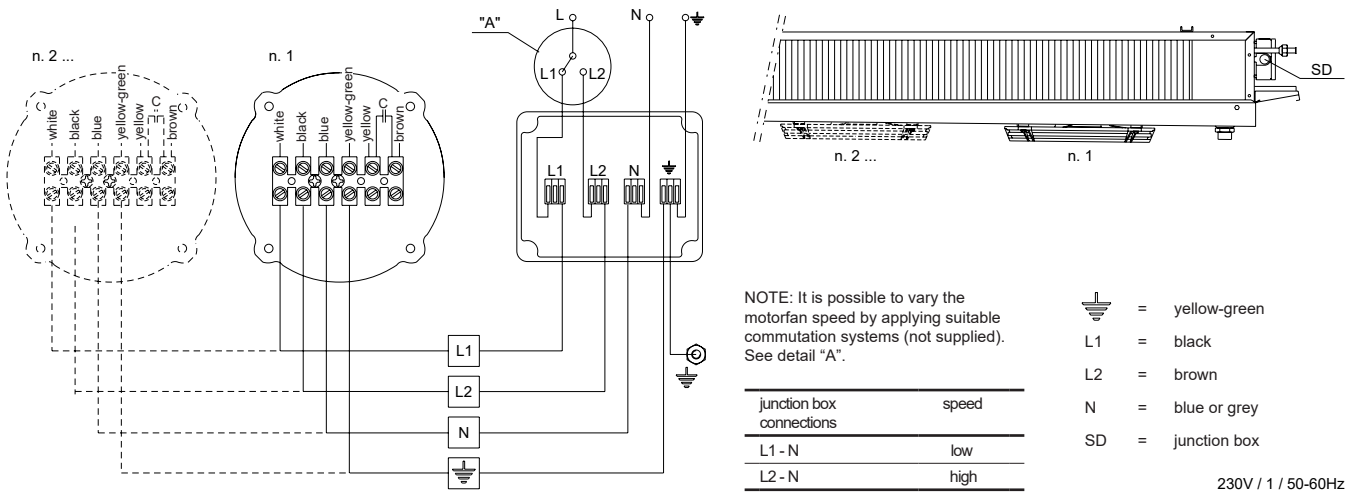 "A"
L
N
n. 2 ...
n. 1
white
black
blue
yellow-green
yellow
C
brown
white
black
blue
yellow-green
yellow
C
brown
L1
L2
L1
L2
N
L1
L2
N
SD
n. 2 ...
n. 1
NOTE: It is possible to vary the
motorfan speed by applying suitable
commutation systems (not supplied).
See detail “A”.
junction box
connections
speed
L1 - N
low
L2 - N
high
= yellow-green
L1 = black
L2 = brown
N = blue or grey
SD = junction box
230V / 1 / 50-60Hz